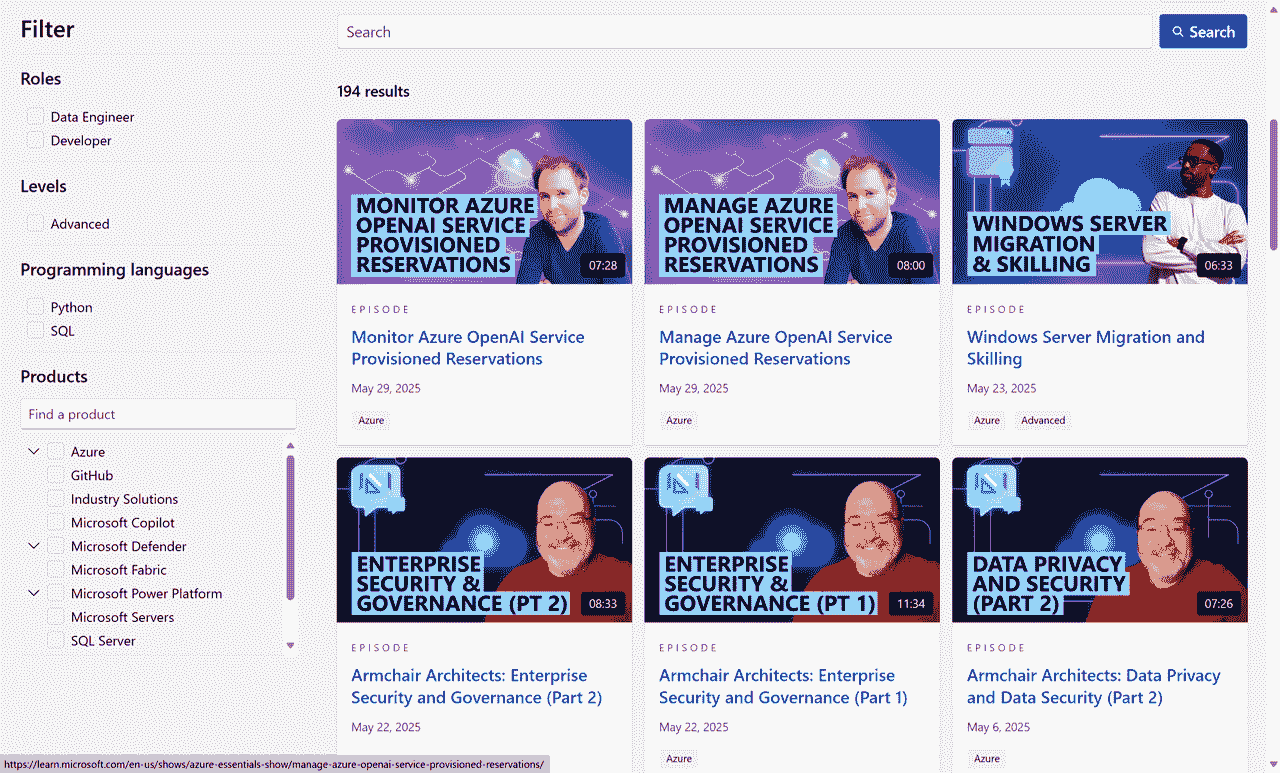 Filter
Roles
Data Engineer
Developer
Levels
Advanced
Programming languages
Python
SQL
Products
Find a product
Azure
GitHub
Industry Solutions
Microsoft Copilot
Microsoft Defender
Microsoft Fabric
Microsoft Power Platform
Microsoft Servers
SQL Server
Search
Search
194 results
MONITOR AZURE
OPENAI SERVICE
PROVISIONED
RESERVATIONS
07:28
EPISODE
Monitor Azure OpenAI Service
Provisioned Reservations
May 29, 2025
Azure
MANAGE AZURE
OPENAI SERVICE
PROVISIONED
RESERVATIONS
08:00
EPISODE
Manage Azure OpenAI Service
Provisioned Reservations
May 29, 2025
Azure
WINDOWS SERVER
MIGRATION
& SKILLING
06:33
EPISODE
Windows Server Migration and
Skilling
May 23, 2025
Azure
Advanced
ENTERPRISE
SECURITY &
GOVERNANCE (PT 2)
08:33
EPISODE
Armchair Architects: Enterprise
Security and Governance (Part 2)
May 22, 2025
ENTERPRISE
SECURITY &
GOVERNANCE (PT 1)
11:34
EPISODE
Armchair Architects: Enterprise
Security and Governance (Part 1)
May 22, 2025
Azure
DATA PRIVACY
AND SECURITY
(PART 2)
07:26
EPISODE
Armchair Architects: Data Privacy
and Data Security (Part 2)
May 6, 2025
Azure
https://learn.microsoft.com/en-us/shows/azure-essentials-show/manage-azure-openai-service-provisioned-reservations/